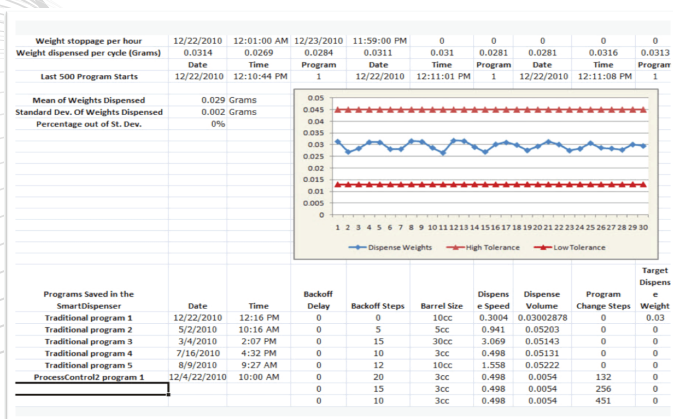 Weight stoppage per hour 12/22/2010 12:01:00 AM 12/23/2010 11:59:00 PM 0 0 0 0 0
Weight dispensed per cycle (Grams) 0.0314 0.0269 0.0284 0.0311 0.031 0.0281 0.0281 0.0316 0.0313
Date Time Program Date Time Program Date Time Program
Last 500 Program Starts 12/22/2010 12:10:44 PM 1 12/22/2010 12:11:01 PM 1 12/22/2010 12:11:08 PM 1
Mean of Weights Dispensed 0.029 Grams
Standard Dev. Of Weights Dispensed 0.002 Grams
Percentage out of St. Dev. 0%
0.05
0.045
0.04
0.035
0.03
0.025
0.02
0.015
0.01
0.005
0
1 2 3 4 5 6 7 8 9 10 11 12 13 14 15 16 17 18 19 20 21 22 23 24 25 26 27 28 29 30
Dispense Weights High Tolerance Low Tolerance
Target
Dispens
Programs Saved in the Backoff Dispens Dispense Program e
SmartDispenser Date Time Delay Backoff Steps Barrel Size e Speed Volume Change Steps Weight
Traditional program 1 12/22/2010 12:16 PM 0 0 10cc 0.3004 0.03002878 0 0.03
Traditional program 2 5/2/2010 10:16 AM 0 5 5cc 0.941 0.05203 0 0
Traditional program 3 3/4/2010 2:07 PM 0 15 30cc 3.069 0.05143 0 0
Traditional program 4 7/16/2010 4:32 PM 0 10 3cc 0.498 0.05131 0 0
Traditional program 5 8/9/2010 9:27 AM 0 12 10cc 1.558 0.05222 0 0
ProcessControl2 program 1 12/4/22/2010 10:00 AM 0 20 3cc 0.498 0.0054 132 0
0 15 3cc 0.498 0.0054 256 0
0 10 3cc 0.498 0.0054 451 0